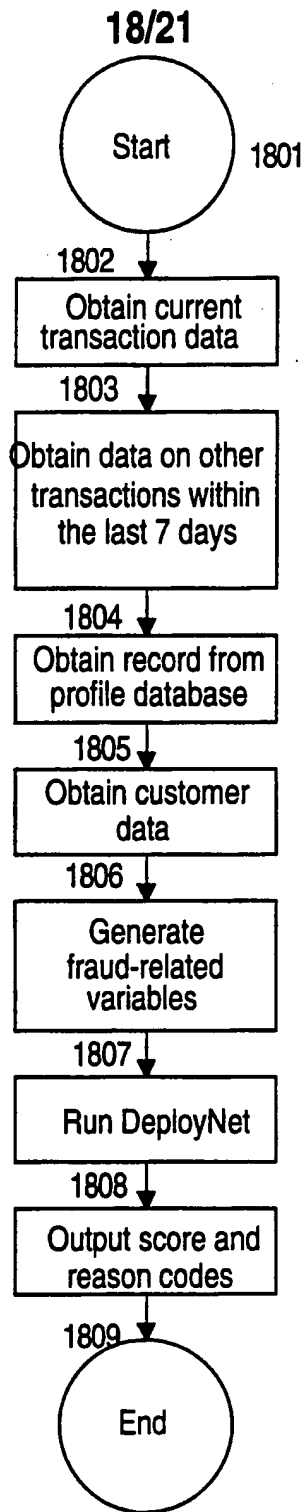 18/21
Start
1801
1802
Obtain current
transaction data
1803
Obtain data on other
transactions within
the last 7 days
1804
Obtain record from
profile database
1805
Obtain customer
data
1806
Generate
fraud-related
variables
1807
Run DeployNet
1808
Output score and
reason codes
1809
End